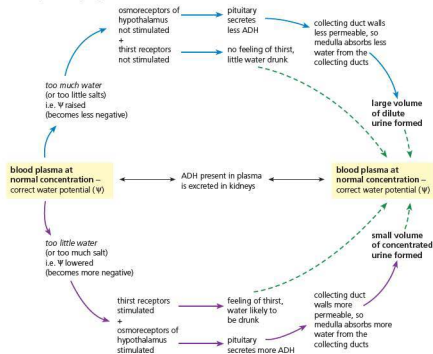 osmoreceptors of
hypothalamus
not stimulated
+
thirst receptors
not stimulated
pituitary
secretes
less ADH
no feeling of thirst,
little water drunk
collecting duct walls
less permeable, so
medulla absorbs less
water from the
collecting ducts
too much water
(or too little salts)
i.e. Ψ raised
(becomes less negative)
large volume
of dilute
urine formed
blood plasma at
normal concentration –
correct water potential (Ψ)
ADH present in plasma
is excreted in kidneys
blood plasma at
normal concentration –
correct water potential (Ψ)
too little water
(or too much salt)
i.e. Ψ lowered
(becomes more negative)
small volume
of concentrated
urine formed
thirst receptors
stimulated
+
osmoreceptors of
hypothalamus
stimulated
feeling of thirst,
water likely to
be drunk
pituitary
secretes more ADH
collecting duct
walls more
permeable, so
medulla absorbs more
water from the
collecting ducts